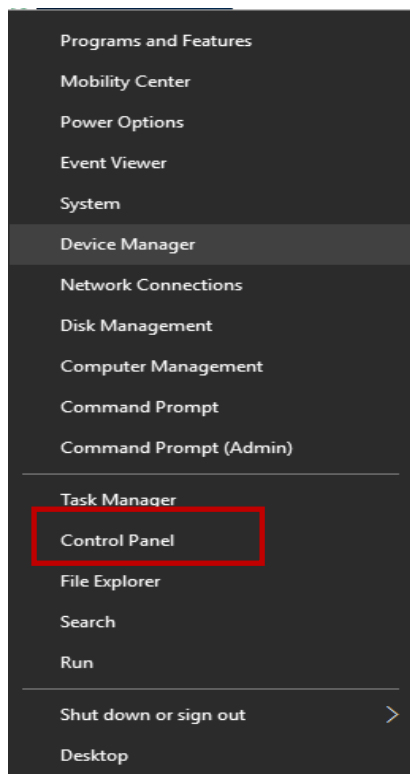 Programs and Features
Mobility Center
Power Options
Event Viewer
System
Device Manager
Network Connections
Disk Management
Computer Management
Command Prompt
Command Prompt (Admin)
Task Manager
Control Panel
File Explorer
Search
Run
Shut down or sign out
Desktop